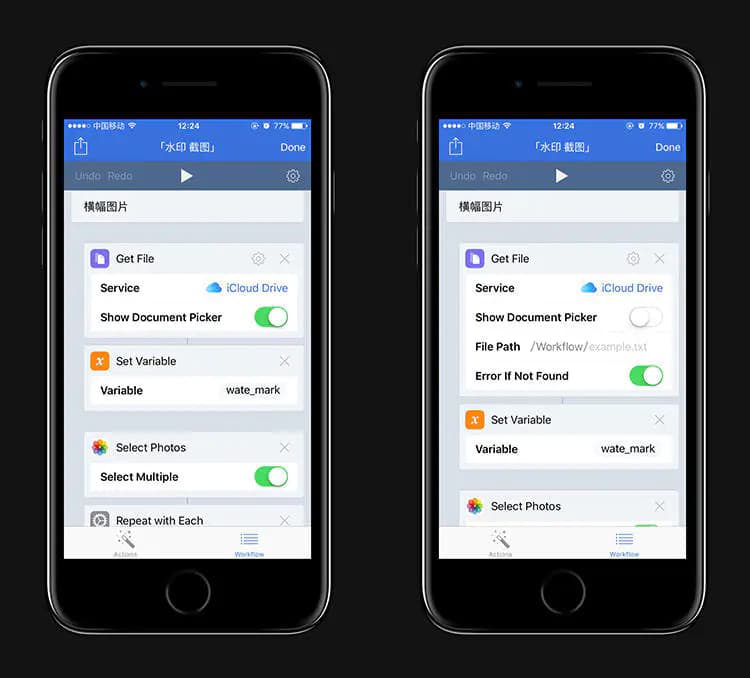 中国移动 12:24 77%
「水印 截图」 Done
Undo Redo
横幅图片
Get File
Service iCloud Drive
Show Document Picker
Set Variable
Variable wate_mark
Select Photos
Select Multiple
Repeat with Each
Actions Workflow
中国移动 12:24 77%
「水印 截图」 Done
Undo Redo
横幅图片
Get File
Service iCloud Drive
Show Document Picker
File Path /Workflow/example.txt
Error If Not Found
Set Variable
Variable wate_mark
Select Photos
Actions Workflow